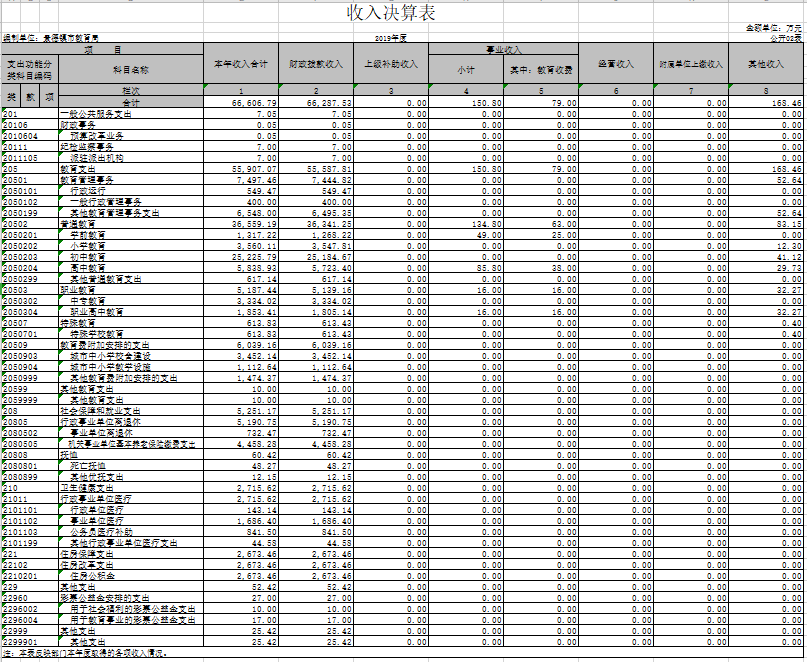 收入决算表
金额单位：万元
编制单位：景德镇市教育局 2019年度 公开02表
项 目 本年收入合计 财政拨款收入 上级补助收入 事业收入 经营收入 附属单位上缴收入 其他收入
支出功能分类科目编码 科目名称 小计 其中：教育收费
类 款 项 栏次 1 2 3 4 5 6 7 8
合计 66,606.79 66,287.53 0.00 150.80 79.00 0.00 0.00 168.46
201 一般公共服务支出 7.05 7.05 0.00 0.00 0.00 0.00 0.00 0.00
20106 财政事务 0.05 0.05 0.00 0.00 0.00 0.00 0.00 0.00
2010604 预算改革业务 0.05 0.05 0.00 0.00 0.00 0.00 0.00 0.00
20111 纪检监察事务 7.00 7.00 0.00 0.00 0.00 0.00 0.00 0.00
2011105 派驻派出机构 7.00 7.00 0.00 0.00 0.00 0.00 0.00 0.00
205 教育支出 55,907.07 55,587.81 0.00 150.80 79.00 0.00 0.00 168.46
20501 教育管理事务 7,497.46 7,444.82 0.00 0.00 0.00 0.00 0.00 52.64
2050101 行政运行 549.47 549.47 0.00 0.00 0.00 0.00 0.00 0.00
2050102 一般行政管理事务 400.00 400.00 0.00 0.00 0.00 0.00 0.00 0.00
2050199 其他教育管理事务支出 6,548.00 6,495.35 0.00 0.00 0.00 0.00 0.00 52.64
20502 普通教育 36,559.19 36,341.25 0.00 134.80 63.00 0.00 0.00 83.15
2050201 学前教育 1,317.22 1,268.22 0.00 49.00 25.00 0.00 0.00 0.00
2050202 小学教育 3,560.11 3,547.81 0.00 0.00 0.00 0.00 0.00 12.30
2050203 初中教育 25,225.79 25,184.67 0.00 0.00 0.00 0.00 0.00 41.12
2050204 高中教育 5,838.93 5,723.40 0.00 85.80 38.00 0.00 0.00 29.73
2050299 其他普通教育支出 617.14 617.14 0.00 0.00 0.00 0.00 0.00 0.00
20503 职业教育 5,187.44 5,139.16 0.00 16.00 16.00 0.00 0.00 32.27
2050302 中专教育 3,334.02 3,334.02 0.00 0.00 0.00 0.00 0.00 0.00
2050304 职业高中教育 1,853.41 1,805.14 0.00 16.00 16.00 0.00 0.00 32.27
20507 特殊教育 613.83 613.43 0.00 0.00 0.00 0.00 0.00 0.40
2050701 特殊学校教育 613.83 613.43 0.00 0.00 0.00 0.00 0.00 0.40
20509 教育费附加安排的支出 6,039.16 6,039.16 0.00 0.00 0.00 0.00 0.00 0.00
2050903 城市中小学校舍建设 3,452.14 3,452.14 0.00 0.00 0.00 0.00 0.00 0.00
2050904 城市中小学教学设施 1,112.64 1,112.64 0.00 0.00 0.00 0.00 0.00 0.00
2050999 其他教育费附加安排的支出 1,474.37 1,474.37 0.00 0.00 0.00 0.00 0.00 0.00
20599 其他教育支出 10.00 10.00 0.00 0.00 0.00 0.00 0.00 0.00
2059999 其他教育支出 10.00 10.00 0.00 0.00 0.00 0.00 0.00 0.00
208 社会保障和就业支出 5,251.17 5,251.17 0.00 0.00 0.00 0.00 0.00 0.00
20805 行政事业单位离退休 5,190.75 5,190.75 0.00 0.00 0.00 0.00 0.00 0.00
2080502 事业单位离退休 732.47 732.47 0.00 0.00 0.00 0.00 0.00 0.00
2080505 机关事业单位基本养老保险缴费支出 4,458.28 4,458.28 0.00 0.00 0.00 0.00 0.00 0.00
20808 抚恤 60.42 60.42 0.00 0.00 0.00 0.00 0.00 0.00
2080801 死亡抚恤 48.27 48.27 0.00 0.00 0.00 0.00 0.00 0.00
2080899 其他优抚支出 12.15 12.15 0.00 0.00 0.00 0.00 0.00 0.00
210 卫生健康支出 2,715.62 2,715.62 0.00 0.00 0.00 0.00 0.00 0.00
21011 行政事业单位医疗 2,715.62 2,715.62 0.00 0.00 0.00 0.00 0.00 0.00
2101101 行政单位医疗 143.14 143.14 0.00 0.00 0.00 0.00 0.00 0.00
2101102 事业单位医疗 1,686.40 1,686.40 0.00 0.00 0.00 0.00 0.00 0.00
2101103 公务员医疗补助 841.50 841.50 0.00 0.00 0.00 0.00 0.00 0.00
2101199 其他行政事业单位医疗支出 44.58 44.58 0.00 0.00 0.00 0.00 0.00 0.00
221 住房保障支出 2,673.46 2,673.46 0.00 0.00 0.00 0.00 0.00 0.00
22102 住房改革支出 2,673.46 2,673.46 0.00 0.00 0.00 0.00 0.00 0.00
2210201 住房公积金 2,673.46 2,673.46 0.00 0.00 0.00 0.00 0.00 0.00
229 其他支出 52.42 52.42 0.00 0.00 0.00 0.00 0.00 0.00
22960 彩票公益金安排的支出 27.00 27.00 0.00 0.00 0.00 0.00 0.00 0.00
2296002 用于社会福利的彩票公益金支出 10.00 10.00 0.00 0.00 0.00 0.00 0.00 0.00
2296004 用于教育事业的彩票公益金支出 17.00 17.00 0.00 0.00 0.00 0.00 0.00 0.00
22999 其他支出 25.42 25.42 0.00 0.00 0.00 0.00 0.00 0.00
2299901 其他支出 25.42 25.42 0.00 0.00 0.00 0.00 0.00 0.00
注：本表反映部门本年度取得的各项收入情况。